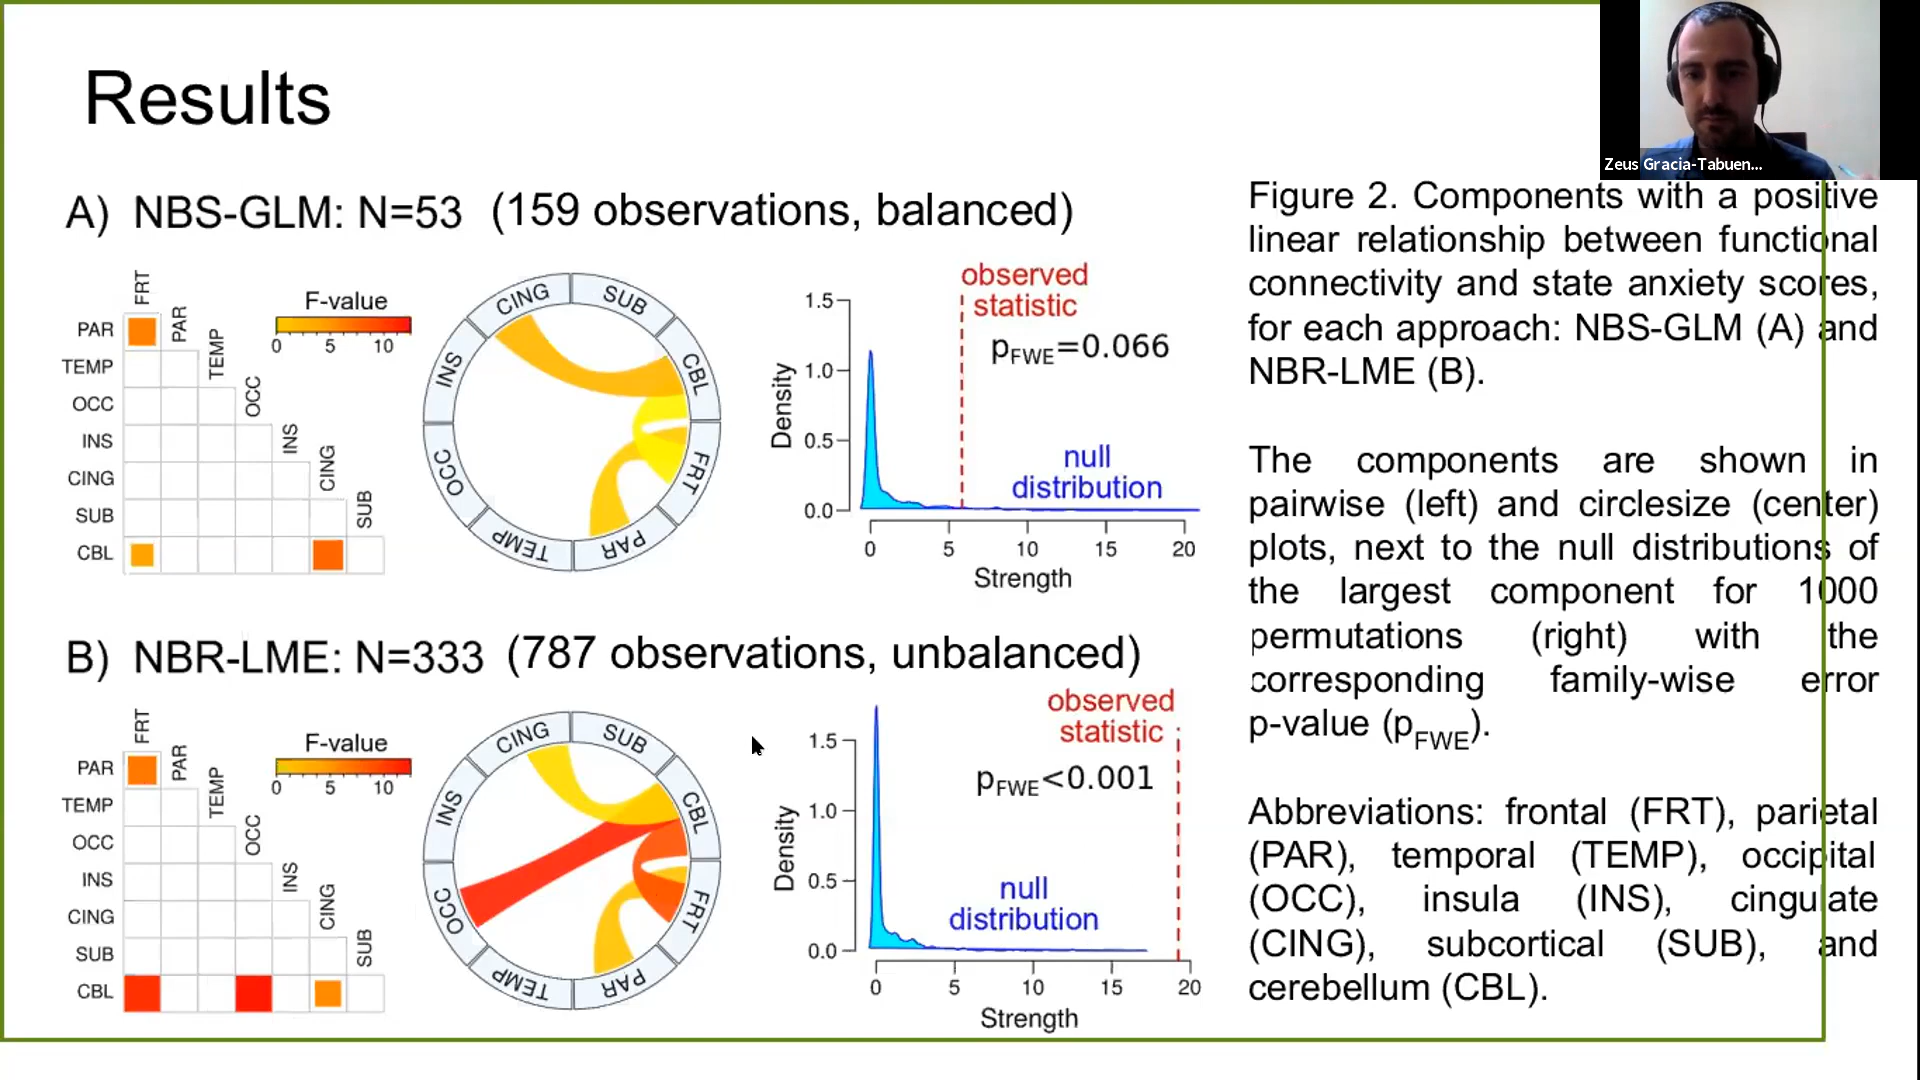 Results
Zeus Gracia-Tabuen...
A) NBS-GLM: N=53 (159 observations, balanced)
FRT
PAR
TEMP
OCC
INS
CING
SUB
PAR
TEMP
OCC
INS
CING
SUB
CBL
F-value
0 5 10
CING
SUB
CBL
FRT
PAR
TEMP
OCC
INS
observed
statistic
pFWE=0.066
null
distribution
Density
1.5
1.0
0.5
0.0
0 5 10 15 20
Strength
B) NBR-LME: N=333 (787 observations, unbalanced)
FRT
PAR
TEMP
OCC
INS
CING
SUB
PAR
TEMP
OCC
INS
CING
SUB
CBL
F-value
0 5 10
CING
SUB
CBL
FRT
PAR
TEMP
OCC
INS
observed
statistic
pFWE<0.001
null
distribution
Density
1.5
1.0
0.5
0.0
0 5 10 15 20
Strength
Figure 2. Components with a positive
linear relationship between functional
connectivity and state anxiety scores,
for each approach: NBS-GLM (A) and
NBR-LME (B).
The components are shown in
pairwise (left) and circlesize (center)
plots, next to the null distributions of
the largest component for 1000
permutations (right) with the
corresponding family-wise error
p-value (pFWE).
Abbreviations: frontal (FRT), parietal
(PAR), temporal (TEMP), occipital
(OCC), insula (INS), cingulate
(CING), subcortical (SUB), and
cerebellum (CBL).